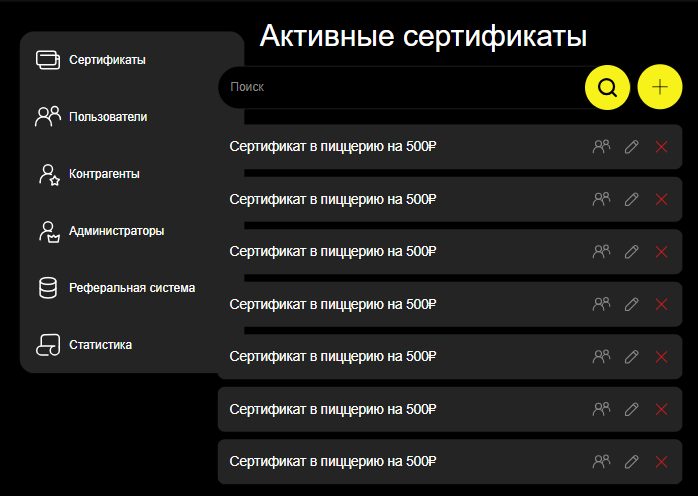 Активные сертификаты
Сертификаты
Пользователи
Контрагенты
Администраторы
Реферальная система
Статистика
Поиск
Сертификат в пиццерию на 500₽
Сертификат в пиццерию на 500₽
Сертификат в пиццерию на 500₽
Сертификат в пиццерию на 500₽
Сертификат в пиццерию на 500₽
Сертификат в пиццерию на 500₽
Сертификат в пиццерию на 500₽